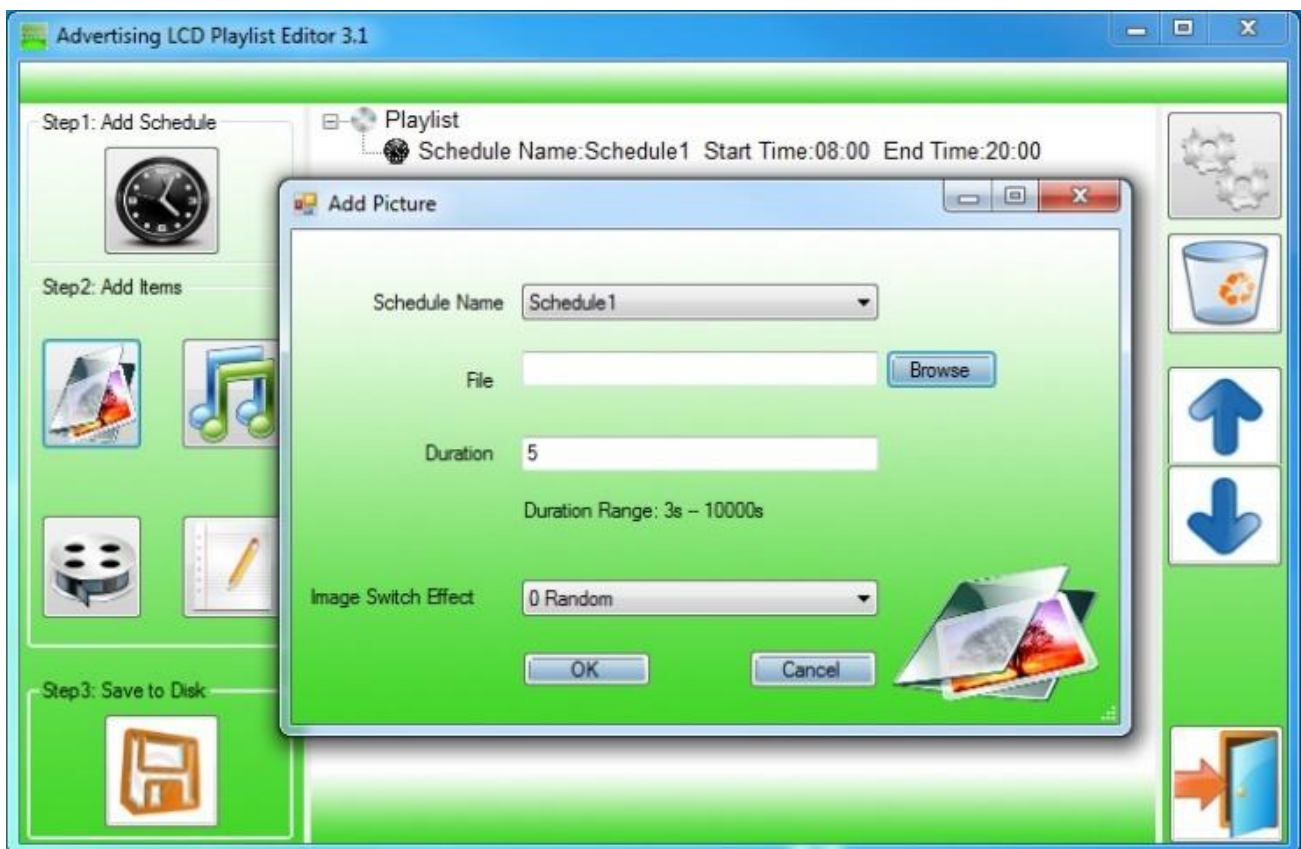 Advertising LCD Playlist Editor 3.1
Step1: Add Schedule
Playlist
Schedule Name:Schedule1 Start Time:08:00 End Time:20:00
Add Picture
Step2: Add Items
Schedule Name Schedule1
File Browse
Duration 5
Duration Range: 3s – 10000s
Image Switch Effect 0 Random
OK Cancel
Step3: Save to Disk